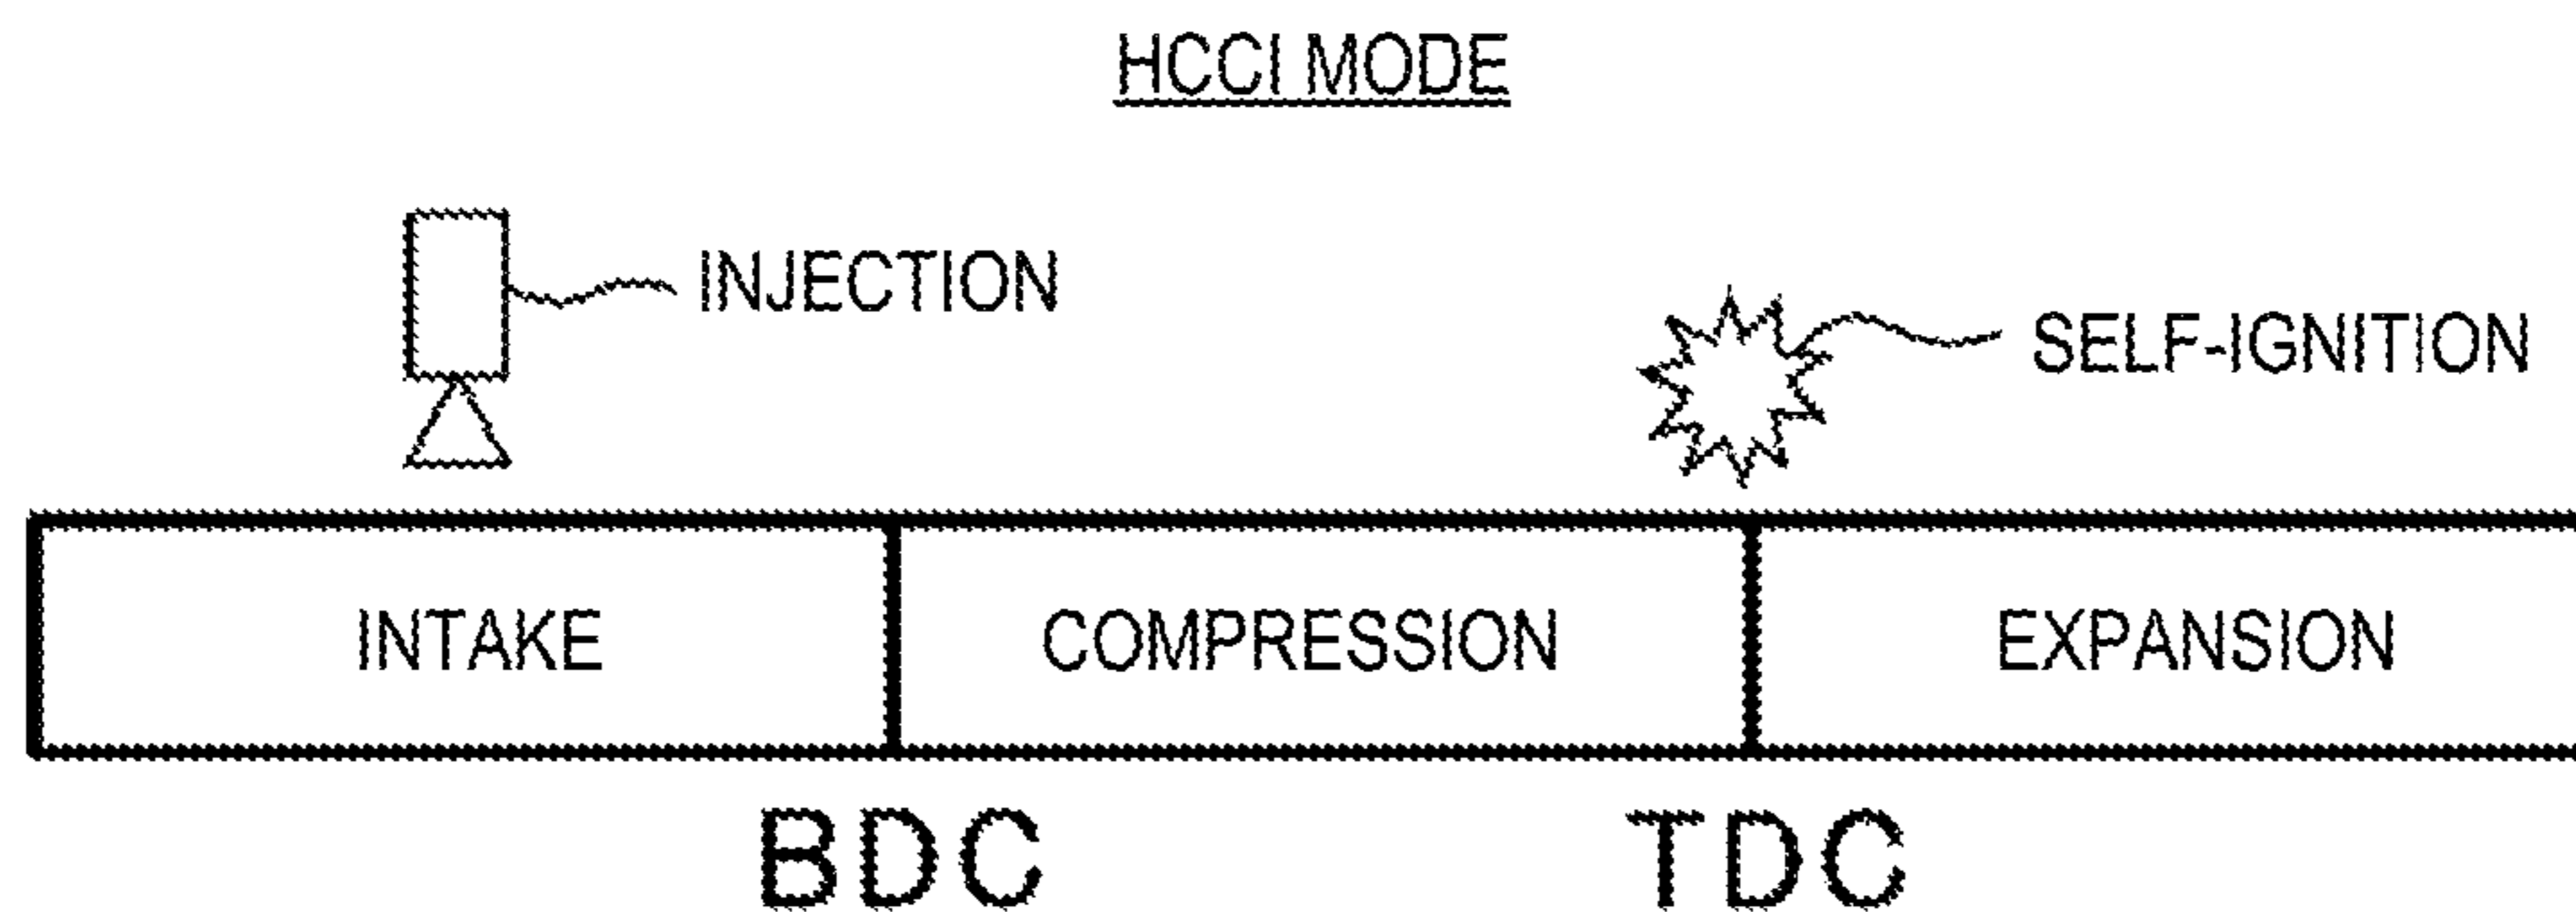 HCCI MODE
INJECTION
SELF-IGNITION
INTAKE
COMPRESSION
EXPANSION
BDC
TDC